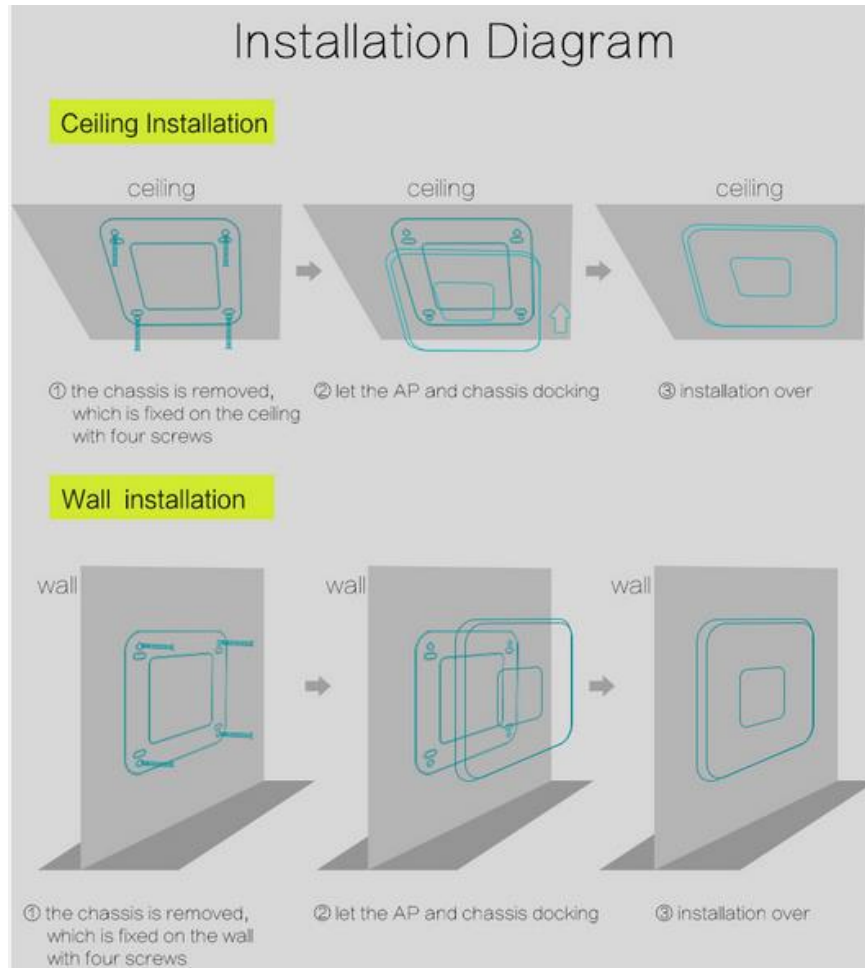 Installation Diagram
Ceiling Installation
ceiling
ceiling
ceiling
① the chassis is removed,
which is fixed on the ceiling
with four screws
② let the AP and chassis docking
③ installation over
Wall installation
wall
wall
wall
① the chassis is removed,
which is fixed on the wall
with four screws
② let the AP and chassis docking
③ installation over